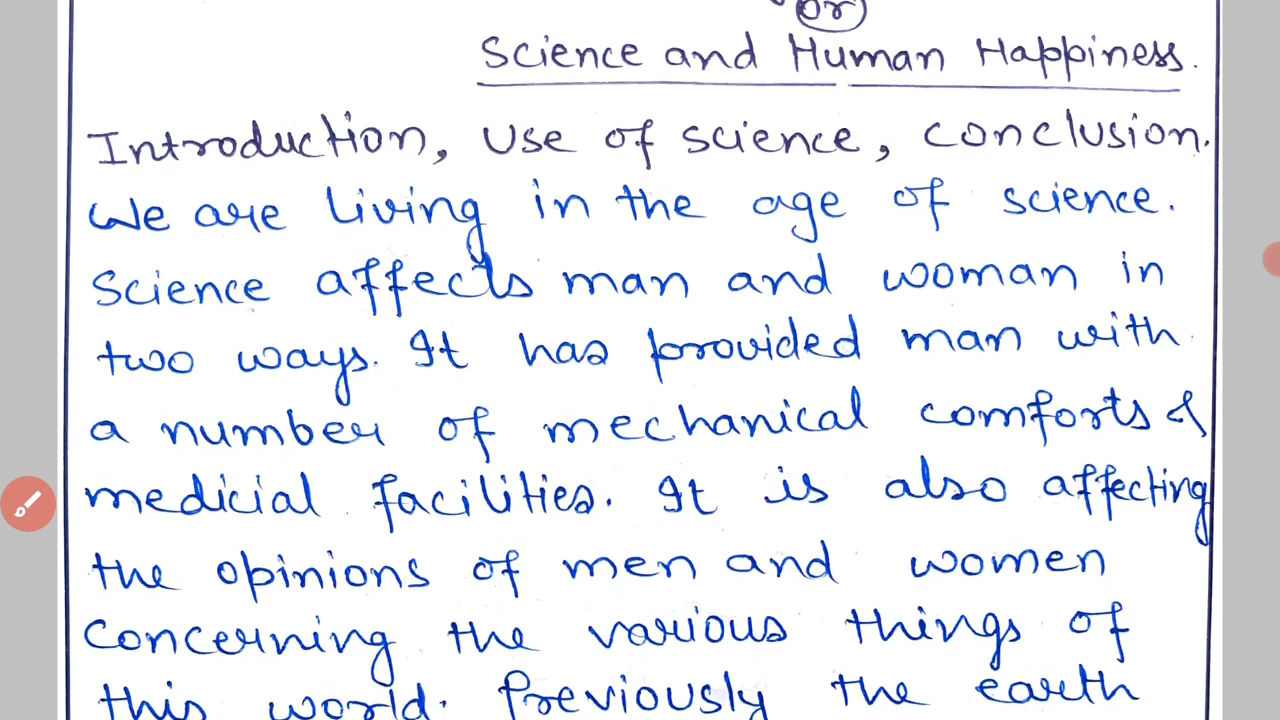 or
Science and Human Happiness.
Introduction, Use of science, conclusion.
We are living in the age of science.
Science affects man and woman in
two ways. It has provided man with
a number of mechanical comforts &
medicial facilities. It is also affecting
the opinions of men and women
concerning the various things of
this world. Previously the earth